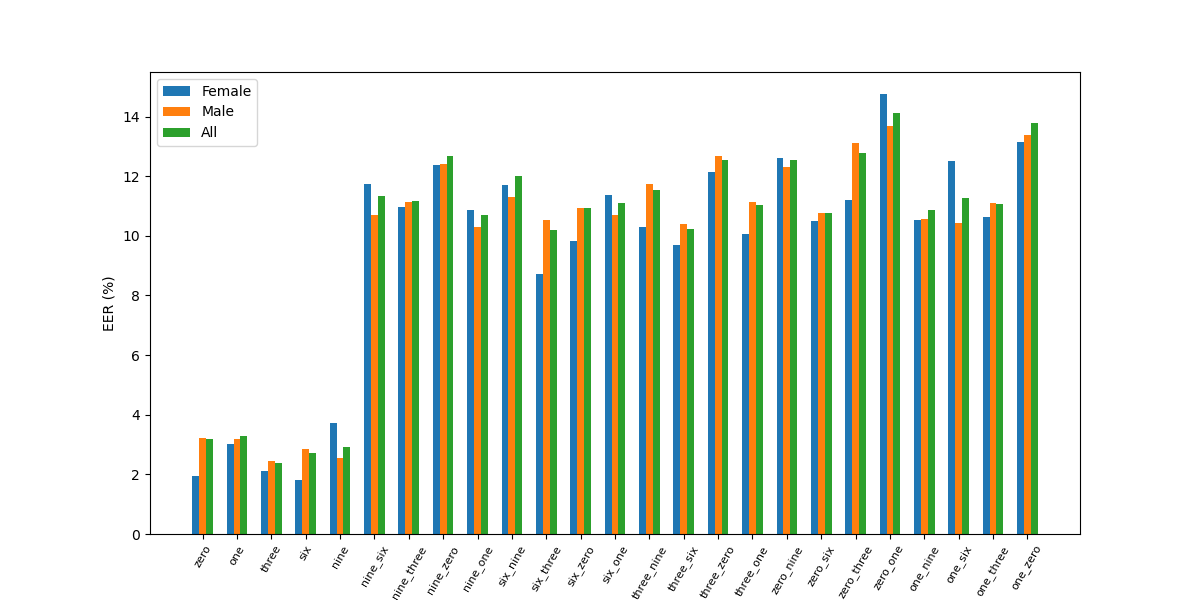 Female
Male
All
EER (%)
14
12
10
8
6
4
2
0
zero
one
three
six
nine
nine_six
nine_three
nine_zero
nine_one
six_nine
six_three
six_zero
six_one
three_nine
three_six
three_zero
three_one
zero_nine
zero_six
zero_three
zero_one
one_nine
one_six
one_three
one_zero